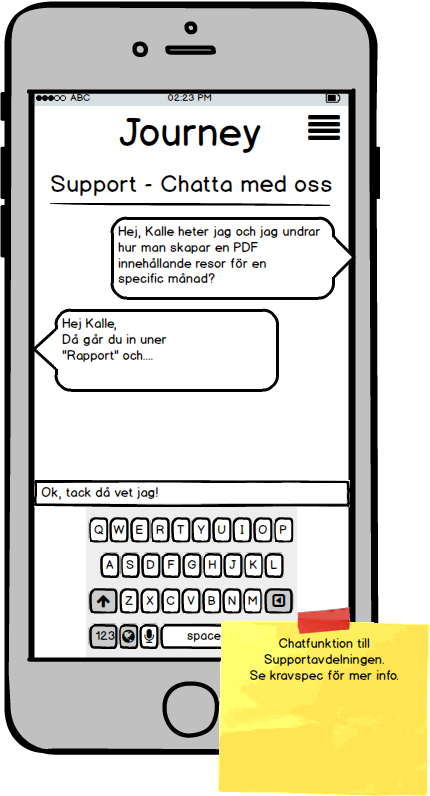 ABC 02:23 PM
Journey
Support - Chatta med oss
Hej, Kalle heter jag och jag undrar
hur man skapar en PDF
innehållande resor för en
specific månad?
Hej Kalle,
Då går du in uner
"Rapport" och....
Ok, tack då vet jag!
Q W E R T Y U I O P
A S D F G H J K L
Z X C V B N M
123 space
Chatfunktion till
Supportavdelningen.
Se kravspec för mer info.